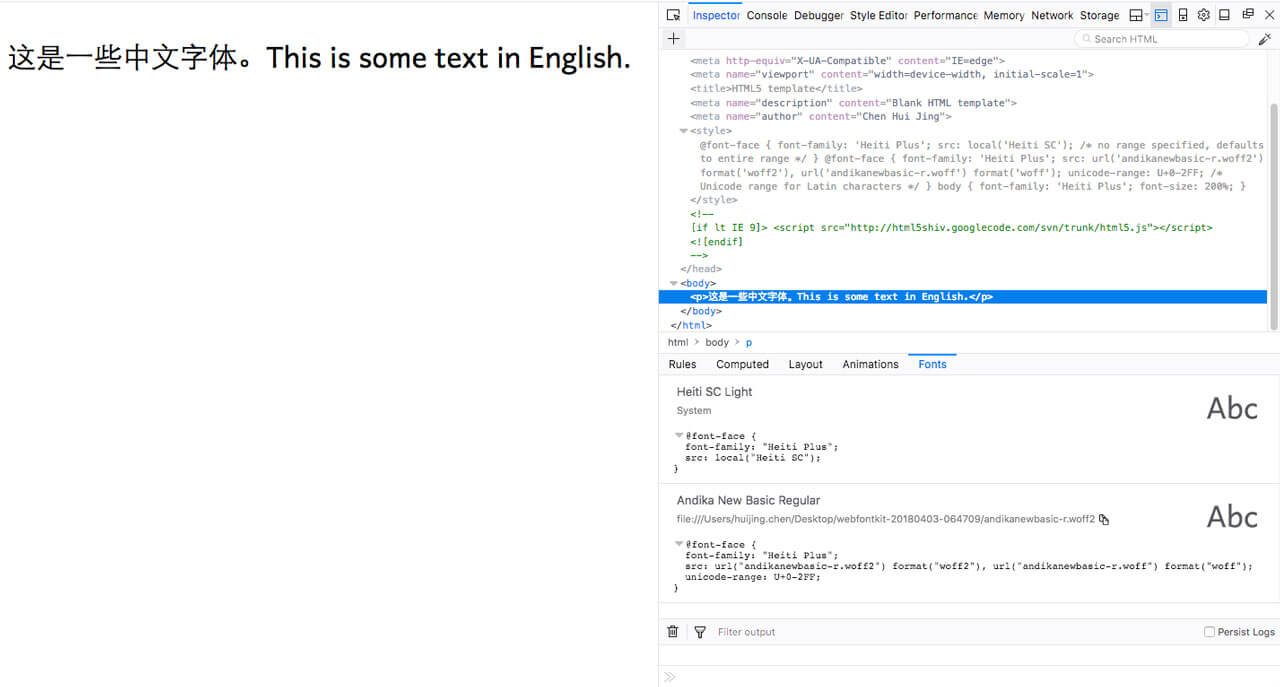 这是一些中文字体。This is some text in English.
Inspector Console Debugger Style Editor Performance Memory Network Storage
Search HTML
<meta http-equiv="X-UA-Compatible" content="IE=edge">
<meta name="viewport" content="width=device-width, initial-scale=1">
<title>HTML5 template</title>
<meta name="description" content="Blank HTML template">
<meta name="author" content="Chen Hui Jing">
<style>
@font-face { font-family: 'Heiti Plus'; src: local('Heiti SC'); /* no range specified, defaults
to entire range */ } @font-face { font-family: 'Heiti Plus'; src: url('andikanewbasic-r.woff2')
format('woff2'), url('andikanewbasic-r.woff') format('woff'); unicode-range: U+0-2FF; /*
Unicode range for Latin characters */ } body { font-family: 'Heiti Plus'; font-size: 200%; }
</style>
<!--
[if lt IE 9]> <script src="http://html5shiv.googlecode.com/svn/trunk/html5.js"></script>
<![endif]
-->
</head>
<body>
<p>这是一些中文字体。This is some text in English.</p>
</body>
</html>
html > body > p
Rules Computed Layout Animations Fonts
Heiti SC Light
Abc
System
@font-face {
font-family: "Heiti Plus";
src: local("Heiti SC");
}
Andika New Basic Regular
Abc
file:///Users/huijing.chen/Desktop/webfontkit-20180403-064709/andikanewbasic-r.woff2
@font-face {
font-family: "Heiti Plus";
src: url("andikanewbasic-r.woff2") format("woff2"), url("andikanewbasic-r.woff") format("woff");
unicode-range: U+0-2FF;
}
Filter output
Persist Logs